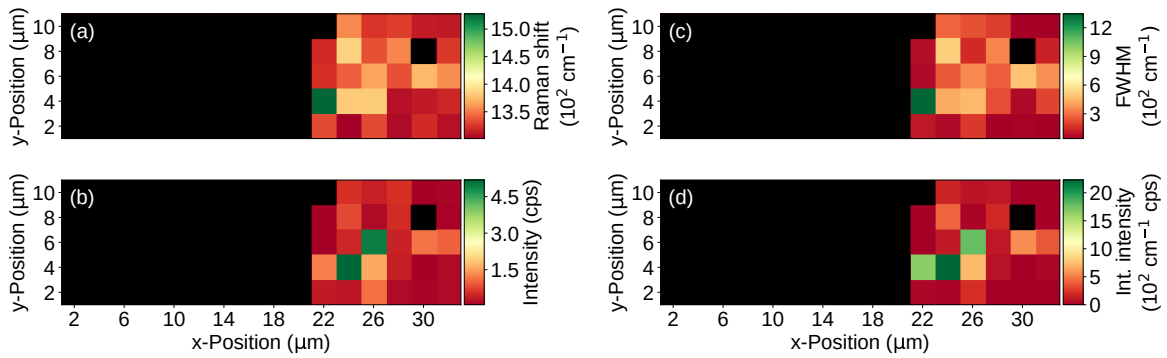 (a)
y-Position (μm)
10
8
6
4
2
15.0
14.5
14.0
13.5
Raman shift
(10² cm⁻¹)
(c)
y-Position (μm)
10
8
6
4
2
12
9
6
3
FWHM
(10² cm⁻¹)
(b)
y-Position (μm)
10
8
6
4
2
2 6 10 14 18 22 26 30
x-Position (μm)
4.5
3.0
1.5
Intensity (cps)
(d)
y-Position (μm)
10
8
6
4
2
2 6 10 14 18 22 26 30
x-Position (μm)
20
15
10
5
0
Int. intensity
(10² cm⁻¹ cps)